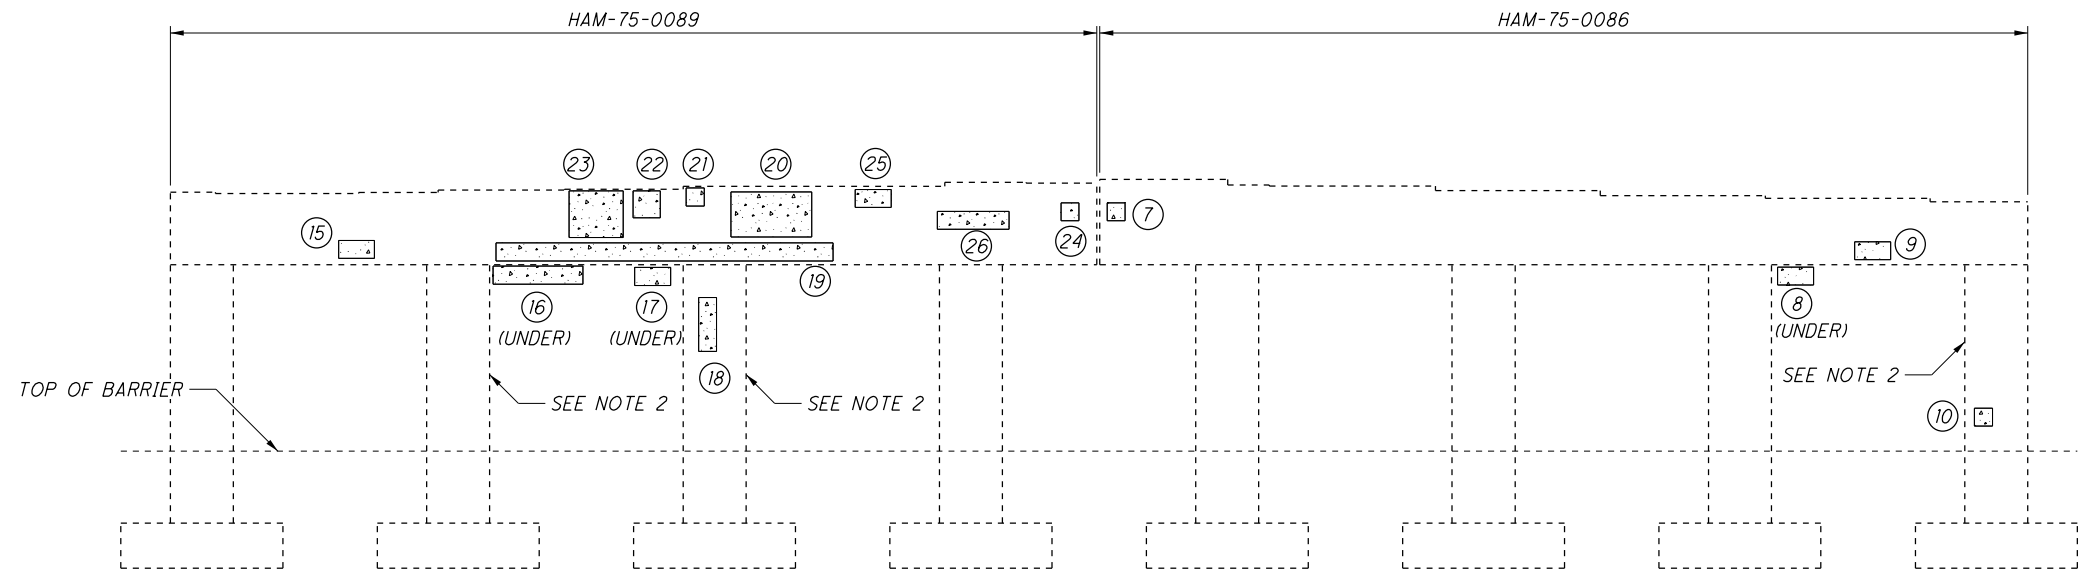 HAM-75-0089
HAM-75-0086
23
22
21
20
25
15
26
24
7
9
19
16
(UNDER)
17
(UNDER)
8
(UNDER)
18
TOP OF BARRIER
SEE NOTE 2
SEE NOTE 2
SEE NOTE 2
10